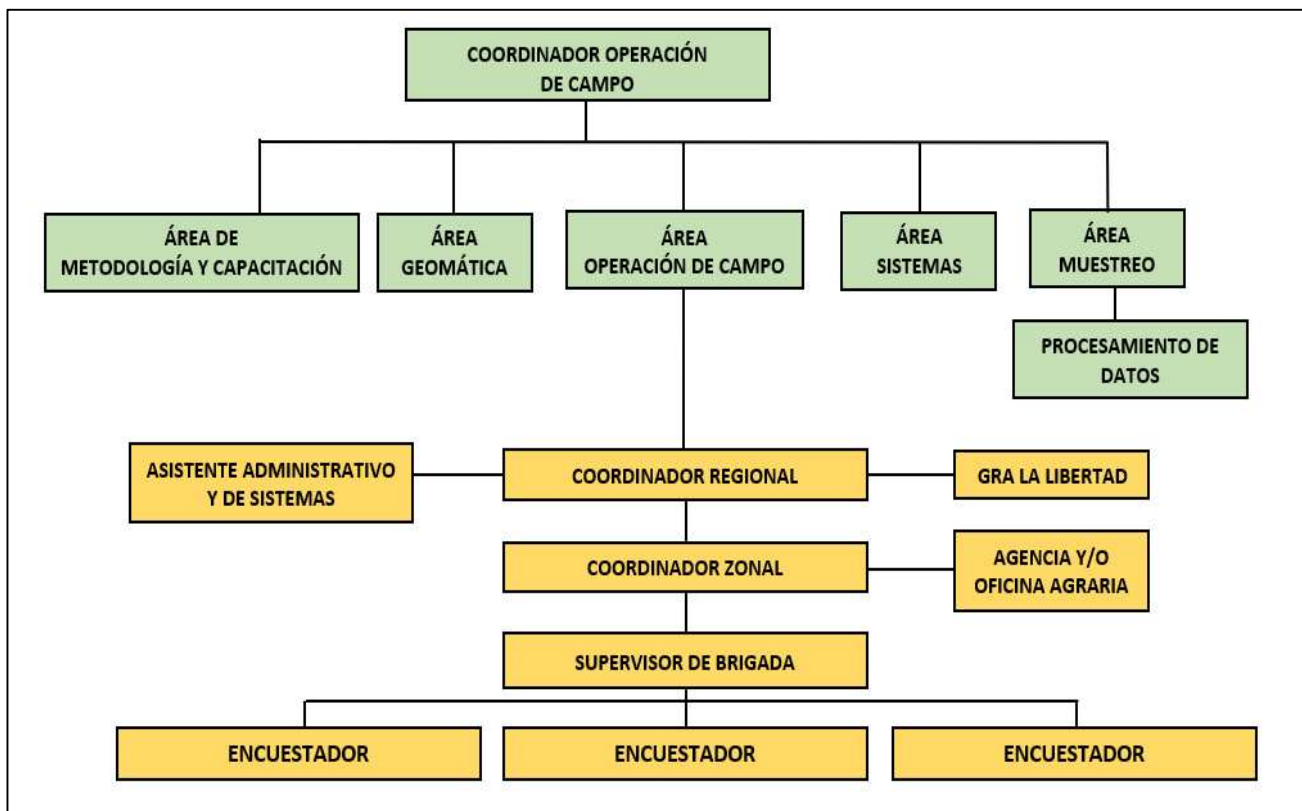 COORDINADOR OPERACIÓN
DE CAMPO
ÁREA DE
METODOLOGÍA Y CAPACITACIÓN
ÁREA
GEOMÁTICA
ÁREA
OPERACIÓN DE CAMPO
ÁREA
SISTEMAS
ÁREA
MUESTREO
PROCESAMIENTO DE
DATOS
ASISTENTE ADMINISTRATIVO
Y DE SISTEMAS
COORDINADOR REGIONAL
GRA LA LIBERTAD
COORDINADOR ZONAL
AGENCIA Y/O
OFICINA AGRARIA
SUPERVISOR DE BRIGADA
ENCUESTADOR
ENCUESTADOR
ENCUESTADOR